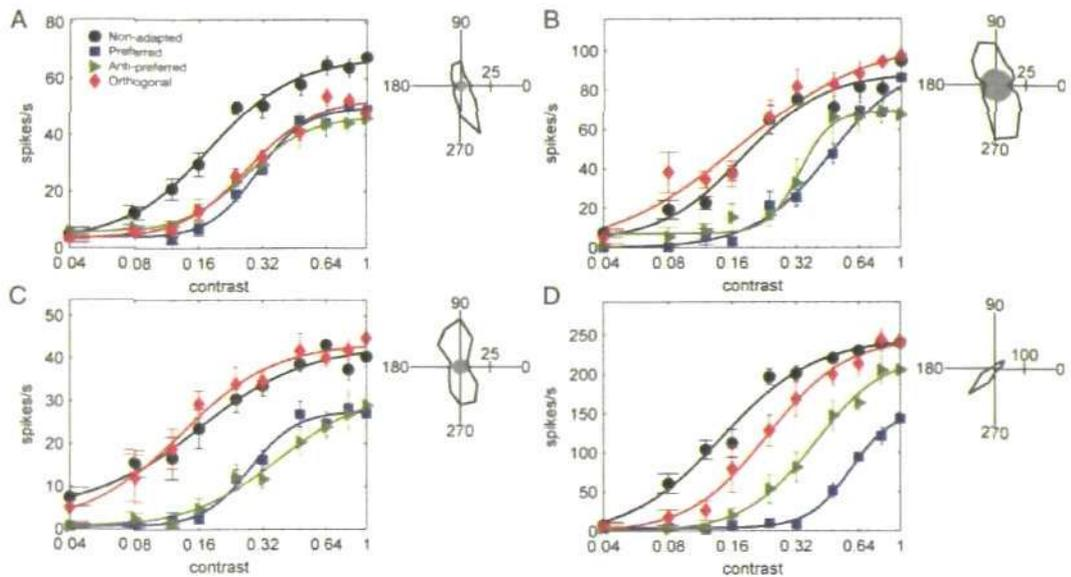 A
80
60
40
20
0
spikes/s
Non-adapted
Preferred
Anti-preferred
Orthogonal
0.04 0.08 0.16 0.32 0.64 1
contrast
90
180 25 0
270
B
100
80
60
40
20
0
spikes/s
0.04 0.08 0.16 0.32 0.64 1
contrast
90
180 25 0
270
C
50
40
30
20
10
0
spikes/s
0.04 0.08 0.16 0.32 0.64 1
contrast
90
180 25 0
270
D
250
200
150
100
50
0
spikes/s
0.04 0.08 0.16 0.32 0.64 1
contrast
90
180 100 0
270